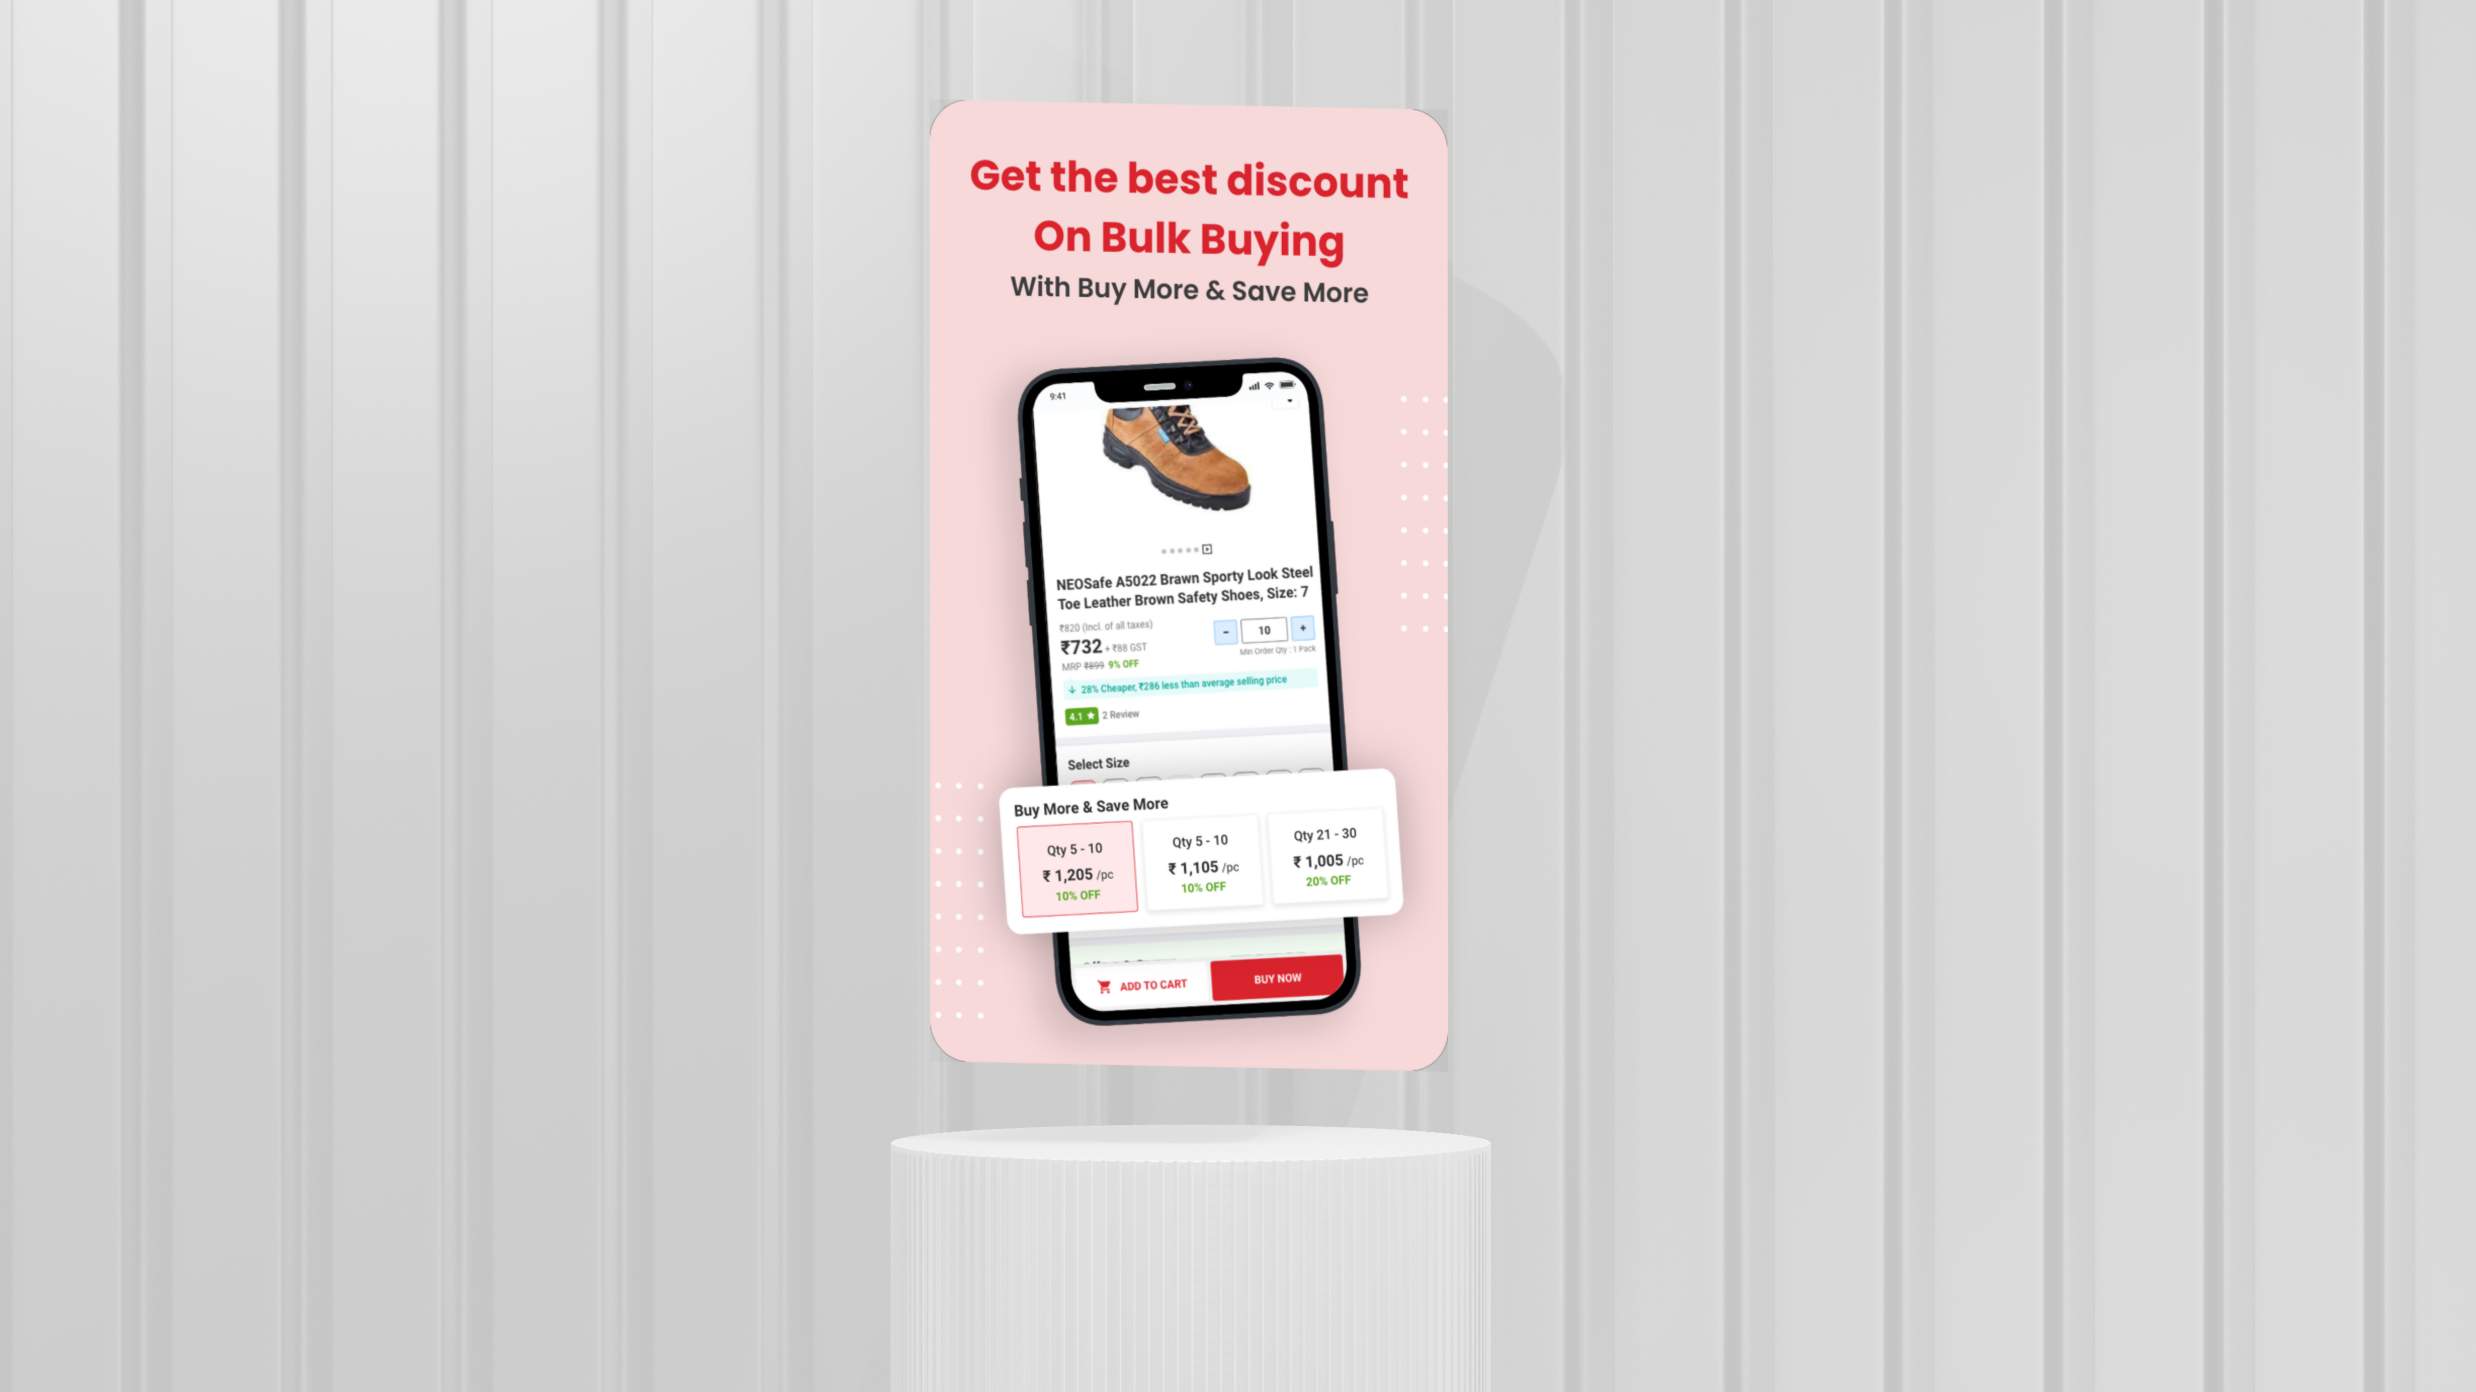 Get the best discount
On Bulk Buying
With Buy More & Save More
9:41
NEOSafe A5022 Brawn Sporty Look Steel
Toe Leather Brown Safety Shoes, Size: 7
₹820 (Incl. of all taxes)
₹732 + ₹88 GST
MRP ₹899 9% OFF
- 10 +
Min Order Qty : 1 Pack
28% Cheaper, ₹286 less than average selling price
4.1 ★ 2 Review
Select Size
Buy More & Save More
Qty 5 - 10
₹ 1,205 /pc
10% OFF
Qty 5 - 10
₹ 1,105 /pc
10% OFF
Qty 21 - 30
₹ 1,005 /pc
20% OFF
ADD TO CART
BUY NOW